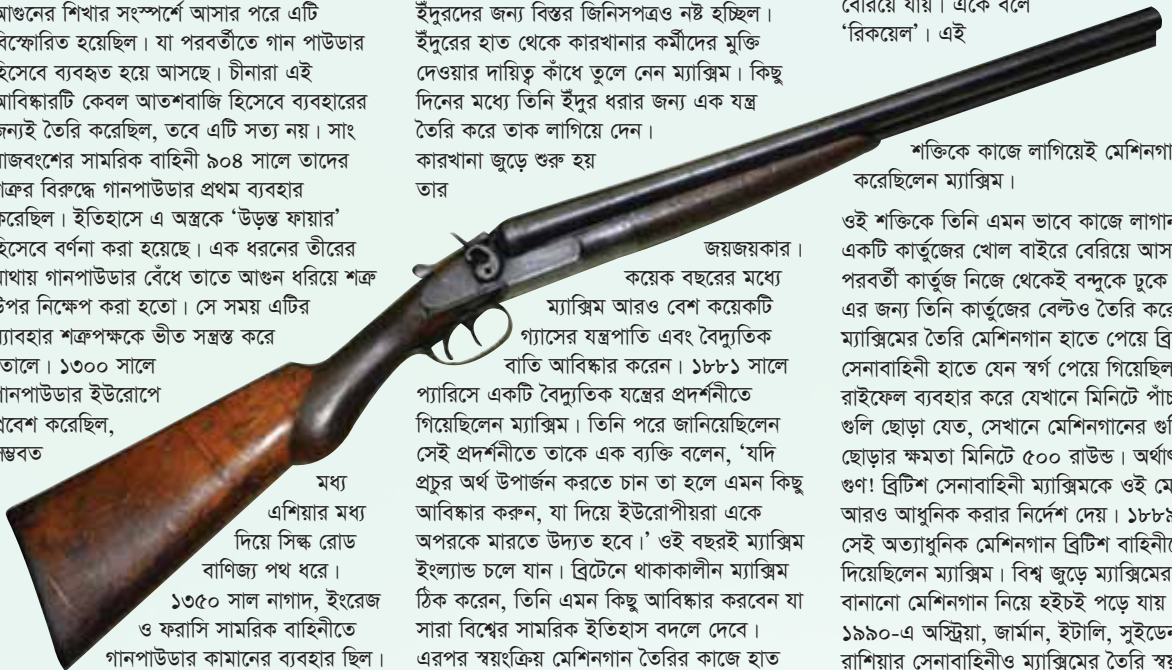 আগুনের শিখার সংস্পর্শে আসার পরে এটি
বিস্ফোরিত হয়েছিল। যা পরবর্তীতে গান পাউডার
হিসেবে ব্যবহৃত হয়ে আসছে। চীনারা এই
আবিষ্কারটি কেবল আতশবাজি হিসেবে ব্যবহারের
জন্যই তৈরি করেছিল, তবে এটি সত্য নয়। সাং
রাজবংশের সামরিক বাহিনী ৯০৪ সালে তাদের
শত্রুর বিরুদ্ধে গানপাউডার প্রথম ব্যবহার
করেছিল। ইতিহাসে এ অস্ত্রকে ‘উড়ন্ত ফায়ার’
হিসেবে বর্ণনা করা হয়েছে। এক ধরনের তীরের
মাথায় গানপাউডার বেঁধে তাতে আগুন ধরিয়ে শত্রু
উপর নিক্ষেপ করা হতো। সে সময় এটির
ব্যাবহার শত্রুপক্ষকে ভীত সন্ত্রস্ত করে
তোলে। ১৩০০ সালে
গানপাউডার ইউরোপে
প্রবেশ করেছিল,
সম্ভবত
মধ্য
এশিয়ার মধ্য
দিয়ে সিল্ক রোড
বাণিজ্য পথ ধরে।
১৩৫০ সাল নাগাদ, ইংরেজ
ও ফরাসি সামরিক বাহিনীতে
গানপাউডার কামানের ব্যবহার ছিল।
ইঁদুরদের জন্য বিস্তর জিনিসপত্রও নষ্ট হচ্ছিল।
ইঁদুরের হাত থেকে কারখানার কর্মীদের মুক্তি
দেওয়ার দায়িত্ব কাঁধে তুলে নেন ম্যাক্সিম। কিছু
দিনের মধ্যে তিনি ইঁদুর ধরার জন্য এক যন্ত্র
তৈরি করে তাক লাগিয়ে দেন।
কারখানা জুড়ে শুরু হয়
তার
জয়জয়কার।
কয়েক বছরের মধ্যে
ম্যাক্সিম আরও বেশ কয়েকটি
গ্যাসের যন্ত্রপাতি এবং বৈদ্যুতিক
বাতি আবিষ্কার করেন। ১৮৮১ সালে
প্যারিসে একটি বৈদ্যুতিক যন্ত্রের প্রদর্শনীতে
গিয়েছিলেন ম্যাক্সিম। তিনি পরে জানিয়েছিলেন
সেই প্রদর্শনীতে তাকে এক ব্যক্তি বলেন, ‘যদি
প্রচুর অর্থ উপার্জন করতে চান তা হলে এমন কিছু
আবিষ্কার করুন, যা দিয়ে ইউরোপীয়রা একে
অপরকে মারতে উদ্যত হবে।’ ওই বছরই ম্যাক্সিম
ইংল্যান্ড চলে যান। ব্রিটেনে থাকাকালীন ম্যাক্সিম
ঠিক করেন, তিনি এমন কিছু আবিষ্কার করবেন যা
সারা বিশ্বের সামরিক ইতিহাস বদলে দেবে।
এরপর স্বয়ংক্রিয় মেশিনগান তৈরির কাজে হাত
বেরিয়ে যায়। একে বলে
‘রিকয়েল’। এই
শক্তিকে কাজে লাগিয়েই মেশিনগা
করেছিলেন ম্যাক্সিম।
ওই শক্তিকে তিনি এমন ভাবে কাজে লাগান
একটি কার্তুজের খোল বাইরে বেরিয়ে আস
পরবর্তী কার্তুজ নিজে থেকেই বন্দুকে ঢুকে
এর জন্য তিনি কার্তুজের বেল্টও তৈরি করে
ম্যাক্সিমের তৈরি মেশিনগান হাতে পেয়ে ব্রি
সেনাবাহিনী হাতে যেন স্বর্গ পেয়ে গিয়েছিল
রাইফেল ব্যবহার করে যেখানে মিনিটে পাঁচ
গুলি ছোড়া যেত, সেখানে মেশিনগানের গুলি
ছোড়ার ক্ষমতা মিনিটে ৫০০ রাউন্ড। অর্থাৎ
গুণ! ব্রিটিশ সেনাবাহিনী ম্যাক্সিমকে ওই মে
আরও আধুনিক করার নির্দেশ দেয়। ১৮৮৯
সেই অত্যাধুনিক মেশিনগান ব্রিটিশ বাহিনীকে
দিয়েছিলেন ম্যাক্সিম। বিশ্ব জুড়ে ম্যাক্সিমের
বানানো মেশিনগান নিয়ে হইচই পড়ে যায়
১৯৯০-এ অস্ট্রিয়া, জার্মান, ইটালি, সুইডেন
রাশিয়ার সেনাবাহিনীও ম্যাক্সিমের তৈরি স্ব